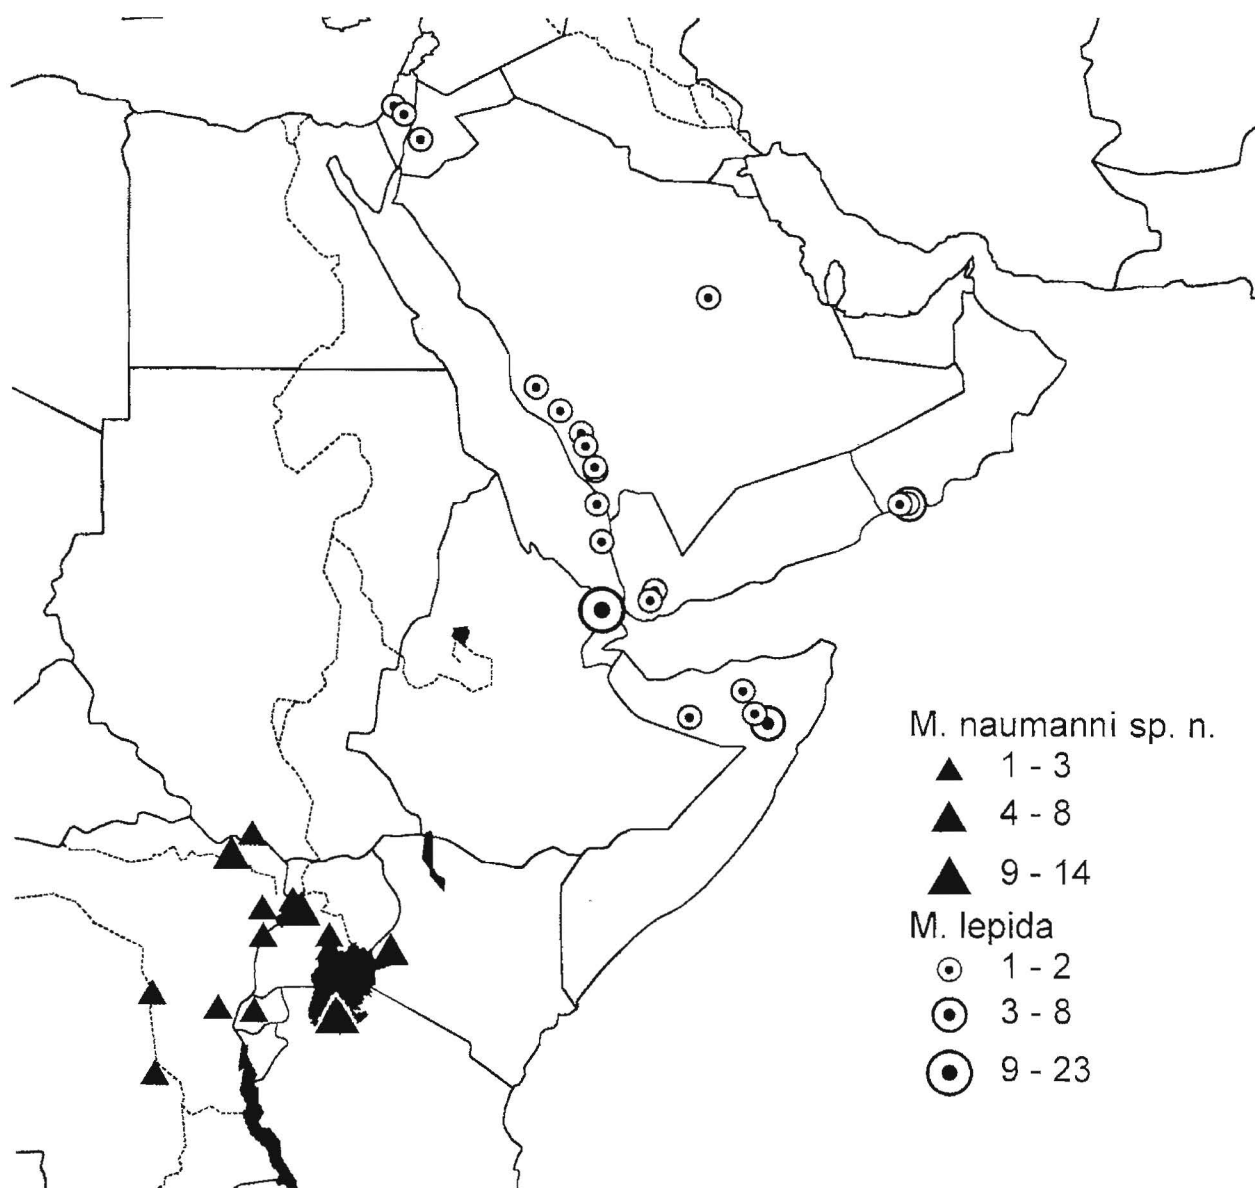 M. naumanni sp. n.
1 - 3
4 - 8
9 - 14
M. lepida
1 - 2
3 - 8
9 - 23